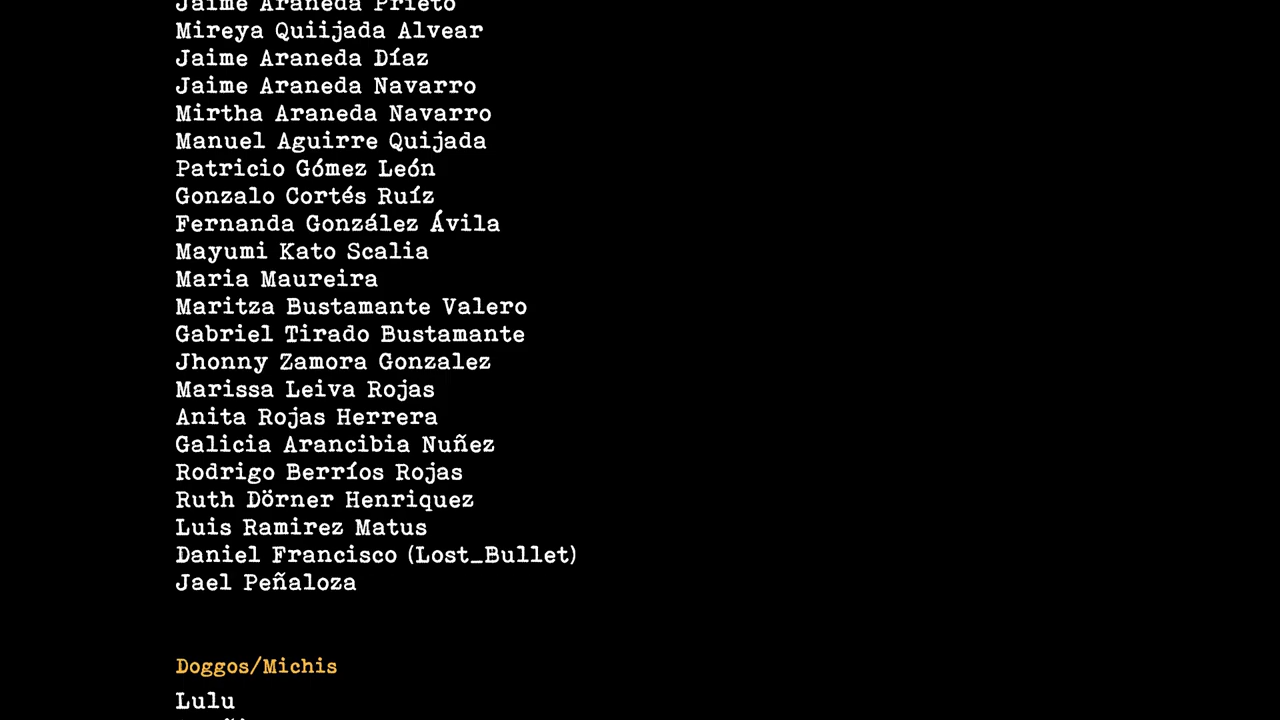 Jaime Araneda Prieto
Mireya Quiijada Alvear
Jaime Araneda Díaz
Jaime Araneda Navarro
Mirtha Araneda Navarro
Manuel Aguirre Quijada
Patricio Gómez León
Gonzalo Cortés Ruíz
Fernanda González Ávila
Mayumi Kato Scalia
Maria Maureira
Maritza Bustamante Valero
Gabriel Tirado Bustamante
Jhonny Zamora Gonzalez
Marissa Leiva Rojas
Anita Rojas Herrera
Galicia Arancibia Nuñez
Rodrigo Berríos Rojas
Ruth Dörner Henriquez
Luis Ramirez Matus
Daniel Francisco (Lost_Bullet)
Jael Peñaloza
Doggos/Michis
Lulu